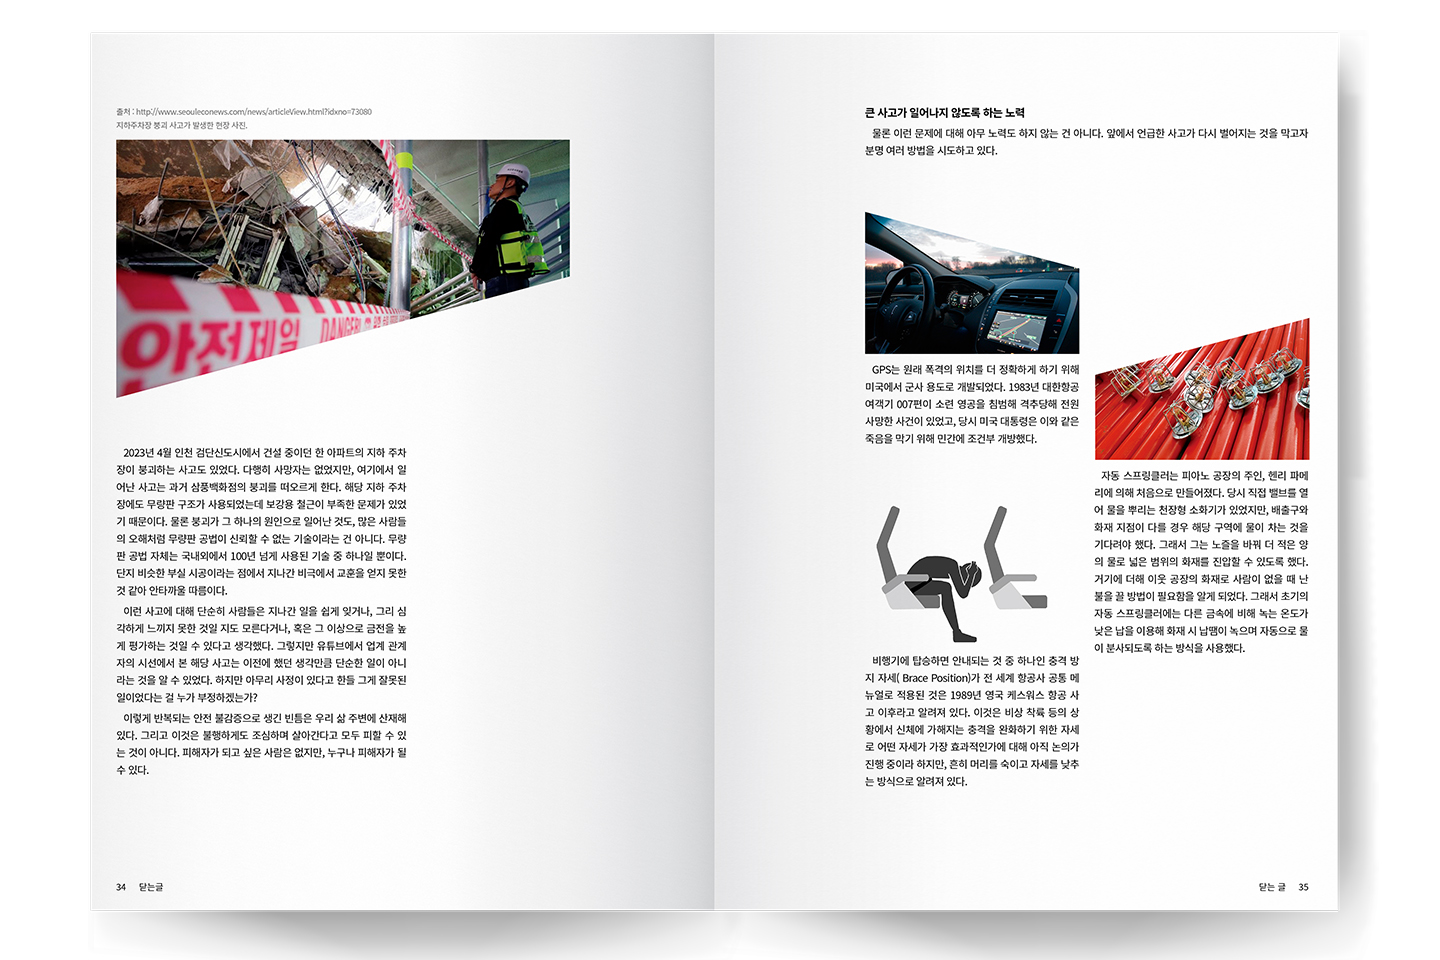 출처 : http://www.seouleconews.com/news/articleView.html?idxno=73080
지하주차장 붕괴 사고가 발생한 현장 사진.
안전제일 DANGER!
2023년 4월 인천 검단신도시에서 건설 중이던 한 아파트의 지하 주차
장이 붕괴하는 사고도 있었다. 다행히 사망자는 없었지만, 여기에서 일
어난 사고는 과거 삼풍백화점의 붕괴를 떠오르게 한다. 해당 지하 주차
장에도 무량판 구조가 사용되었는데 보강용 철근이 부족한 문제가 있었
기 때문이다. 물론 붕괴가 그 하나의 원인으로 일어난 것도, 많은 사람들
의 오해처럼 무량판 공법이 신뢰할 수 없는 기술이라는 건 아니다. 무량
판 공법 자체는 국내외에서 100년 넘게 사용된 기술 중 하나일 뿐이다.
단지 비슷한 부실 시공이라는 점에서 지나간 비극에서 교훈을 얻지 못한
것 같아 안타까울 따름이다.
이런 사고에 대해 단순히 사람들은 지나간 일을 쉽게 잊거나, 그리 심
각하게 느끼지 못한 것일 지도 모른다거나, 혹은 그 이상으로 금전을 높
게 평가하는 것일 수 있다고 생각했다. 그렇지만 유튜브에서 업계 관계
자의 시선에서 본 해당 사고는 이전에 했던 생각만큼 단순한 일이 아니
라는 것을 알 수 있었다. 하지만 아무리 사정이 있다고 한들 그게 잘못된
일이었다는 걸 누가 부정하겠는가?
이렇게 반복되는 안전 불감증으로 생긴 빈틈은 우리 삶 주변에 산재해
있다. 그리고 이것은 불행하게도 조심하며 살아간다고 모두 피할 수 있
는 것이 아니다. 피해자가 되고 싶은 사람은 없지만, 누구나 피해자가 될
수 있다.
34 닫는글
큰 사고가 일어나지 않도록 하는 노력
물론 이런 문제에 대해 아무 노력도 하지 않는 건 아니다. 앞에서 언급한 사고가 다시 벌어지는 것을 막고자
분명 여러 방법을 시도하고 있다.
GPS는 원래 폭격의 위치를 더 정확하게 하기 위해
미국에서 군사 용도로 개발되었다. 1983년 대한항공
여객기 007편이 소련 영공을 침범해 격추당해 전원
사망한 사건이 있었고, 당시 미국 대통령은 이와 같은
죽음을 막기 위해 민간에 조건부 개방했다.
비행기에 탑승하면 안내되는 것 중 하나인 충격 방
지 자세( Brace Position)가 전 세계 항공사 공통 메
뉴얼로 적용된 것은 1989년 영국 케스워스 항공 사
고 이후라고 알려져 있다. 이것은 비상 착륙 등의 상
황에서 신체에 가해지는 충격을 완화하기 위한 자세
로 어떤 자세가 가장 효과적인가에 대해 아직 논의가
진행 중이라 하지만, 흔히 머리를 숙이고 자세를 낮추
는 방식으로 알려져 있다.
자동 스프링클러는 피아노 공장의 주인, 헨리 파메
리에 의해 처음으로 만들어졌다. 당시 직접 밸브를 열
어 물을 뿌리는 천장형 소화기가 있었지만, 배출구와
화재 지점이 다를 경우 해당 구역에 물이 차는 것을
기다려야 했다. 그래서 그는 노즐을 바꿔 더 적은 양
의 물로 넓은 범위의 화재를 진압할 수 있도록 했다.
거기에 더해 이웃 공장의 화재로 사람이 없을 때 난
불을 끌 방법이 필요함을 알게 되었다. 그래서 초기의
자동 스프링클러에는 다른 금속에 비해 녹는 온도가
낮은 납을 이용해 화재 시 납땜이 녹으며 자동으로 물
이 분사되도록 하는 방식을 사용했다.
닫는 글 35